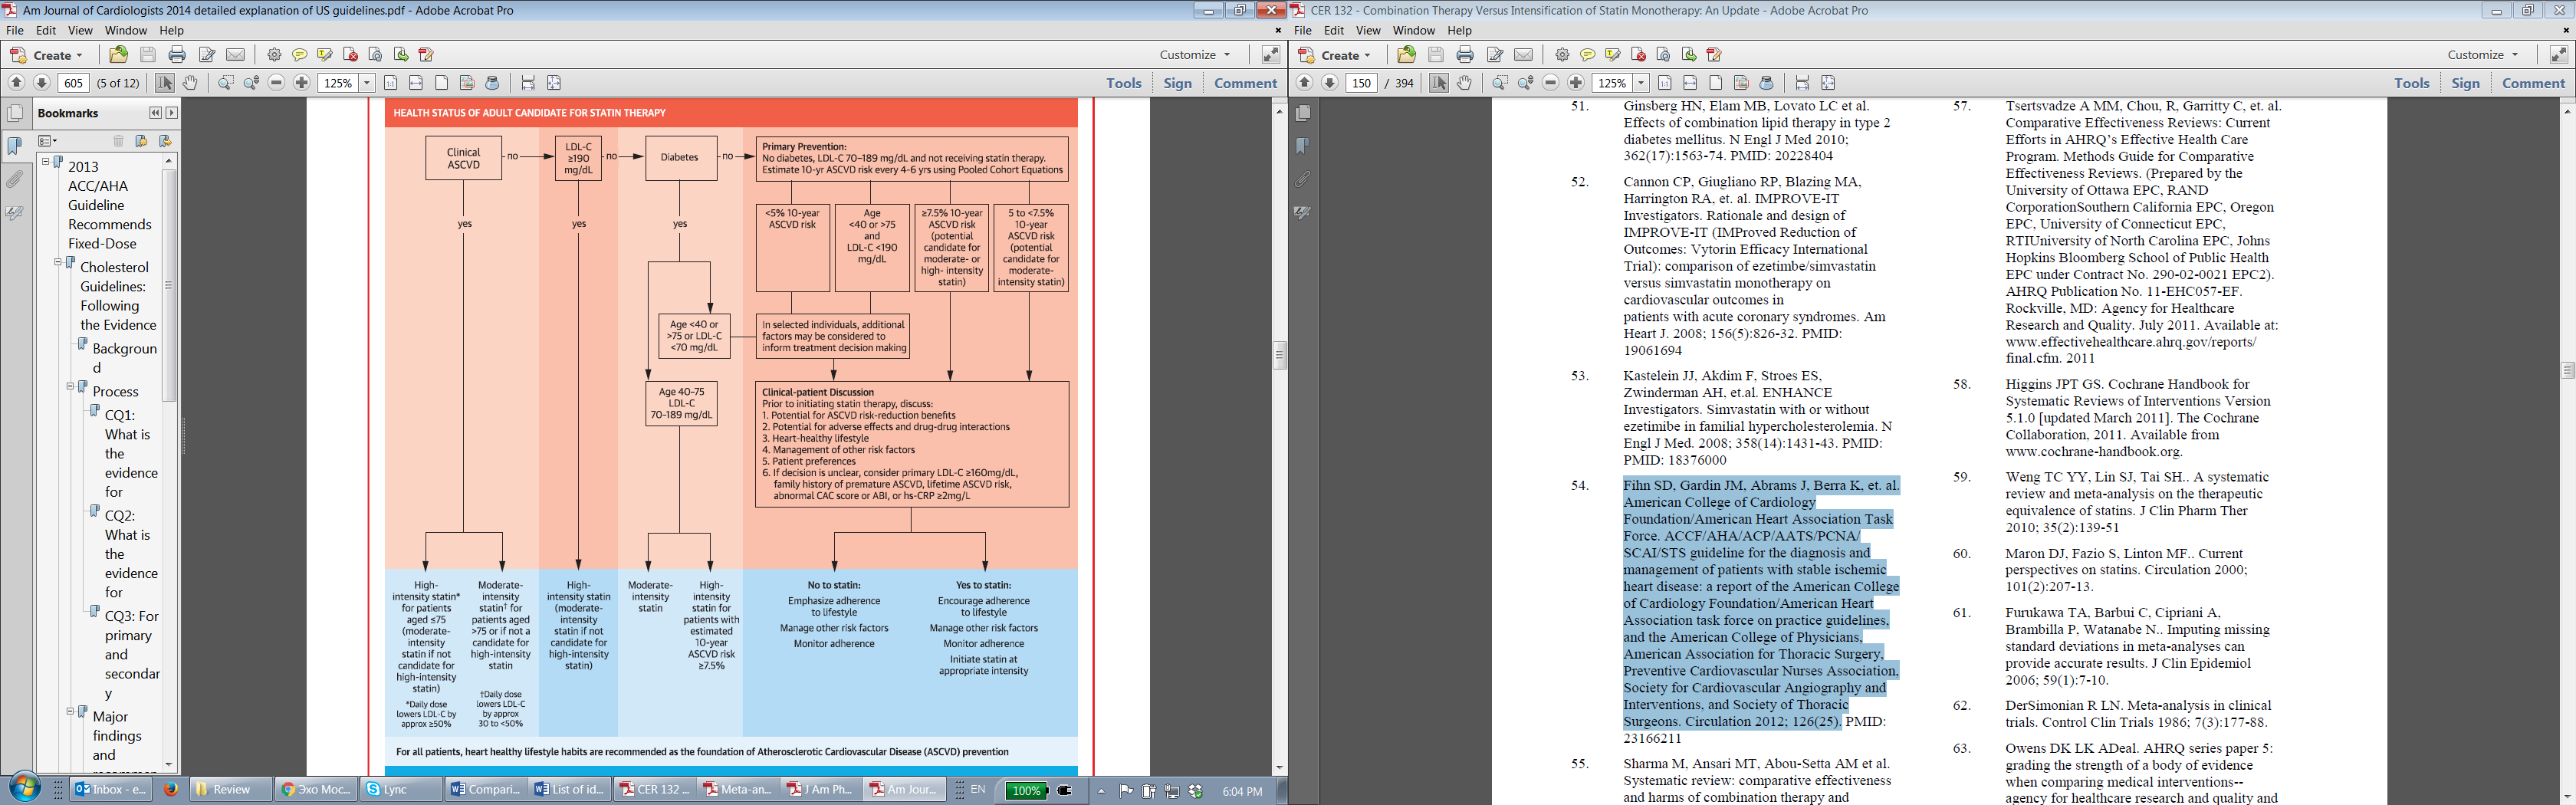 Am Journal of Cardiologists 2014 detailed explanation of US guidelines.pdf - Adobe Acrobat Pro
File Edit View Window Help
Create
Customize
605 (5 of 12) 125%
Tools Sign Comment
Bookmarks
2013
ACC/AHA
Guideline
Recommends
Fixed-Dose
Cholesterol
Guidelines:
Following
the Evidence
Backgroun
d
Process
CQ1:
What is
the
evidence
for
CQ2:
What is
the
evidence
for
CQ3: For
primary
and
secondar
y
Major
findings
and
HEALTH STATUS OF ADULT CANDIDATE FOR STATIN THERAPY
Clinical
ASCVD
no
LDL-C
≥190
mg/dL
no
Diabetes
no
Primary Prevention:
No diabetes, LDL-C 70–189 mg/dL and not receiving statin therapy.
Estimate 10-yr ASCVD risk every 4-6 yrs using Pooled Cohort Equations
yes
yes
yes
<5% 10-year
ASCVD risk
Age
<40 or >75
and
LDL-C <190
mg/dL
≥7.5% 10-year
ASCVD risk
(potential
candidate for
moderate- or
high- intensity
statin)
5 to <7.5%
10-year
ASCVD risk
(potential
candidate for
moderate-
intensity statin)
Age <40 or
>75 or LDL-C
<70 mg/dL
In selected individuals, additional
factors may be considered to
inform treatment decision making
Age 40–75
LDL-C
70-189 mg/dL
Clinical-patient Discussion
Prior to initiating statin therapy, discuss:
1. Potential for ASCVD risk-reduction benefits
2. Potential for adverse effects and drug-drug interactions
3. Heart-healthy lifestyle
4. Management of other risk factors
5. Patient preferences
6. If decision is unclear, consider primary LDL-C ≥160mg/dL,
family history of premature ASCVD, lifetime ASCVD risk,
abnormal CAC score or ABI, or hs-CRP ≥2mg/L
High-
intensity statin*
for patients
aged ≤75
(moderate-
intensity
statin if not
candidate for
high-intensity
statin)
*Daily dose
lowers LDL-C by
approx ≥50%
Moderate-
intensity
statin† for
patients aged
>75 or if not a
candidate for
high-intensity
statin
†Daily dose
lowers LDL-C
by approx
30 to <50%
High-
intensity statin
(moderate-
intensity
statin if not
candidate for
high-intensity
statin)
Moderate-
intensity
statin
High-
intensity
statin for
patients with
estimated
10-year
ASCVD risk
≥7.5%
No to statin:
Emphasize adherence
to lifestyle
Manage other risk factors
Monitor adherence
Yes to statin:
Encourage adherence
to lifestyle
Manage other risk factors
Monitor adherence
Initiate statin at
appropriate intensity
For all patients, heart healthy lifestyle habits are recommended as the foundation of Atherosclerotic Cardiovascular Disease (ASCVD) prevention
CER 132 - Combination Therapy Versus Intensification of Statin Monotherapy: An Update - Adobe Acrobat Pro
File Edit View Window Help
Create
Customize
150 / 394 125%
Tools Sign Comment
51. Ginsberg HN, Elam MB, Lovato LC et al.
Effects of combination lipid therapy in type 2
diabetes mellitus. N Engl J Med 2010;
362(17):1563-74. PMID: 20228404
52. Cannon CP, Giugliano RP, Blazing MA,
Harrington RA, et. al. IMPROVE-IT
Investigators. Rationale and design of
IMPROVE-IT (IMProved Reduction of
Outcomes: Vytorin Efficacy International
Trial): comparison of ezetimbe/simvastatin
versus simvastatin monotherapy on
cardiovascular outcomes in
patients with acute coronary syndromes. Am
Heart J. 2008; 156(5):826-32. PMID:
19061694
53. Kastelein JJ, Akdim F, Stroes ES,
Zwinderman AH, et.al. ENHANCE
Investigators. Simvastatin with or without
ezetimibe in familial hypercholesterolemia. N
Engl J Med. 2008; 358(14):1431-43. PMID:
PMID: 18376000
54. Fihn SD, Gardin JM, Abrams J, Berra K, et. al.
American College of Cardiology
Foundation/American Heart Association Task
Force. ACCF/AHA/ACP/AATS/PCNA/
SCAI/STS guideline for the diagnosis and
management of patients with stable ischemic
heart disease: a report of the American College
of Cardiology Foundation/American Heart
Association task force on practice guidelines,
and the American College of Physicians,
American Association for Thoracic Surgery,
Preventive Cardiovascular Nurses Association,
Society for Cardiovascular Angiography and
Interventions, and Society of Thoracic
Surgeons. Circulation 2012; 126(25). PMID:
23166211
55. Sharma M, Ansari MT, Abou-Setta AM et al.
Systematic review: comparative effectiveness
and harms of combination therapy and
57. Tsertsvadze A MM, Chou, R, Garritty C, et. al.
Comparative Effectiveness Reviews: Current
Efforts in AHRQ's Effective Health Care
Program. Methods Guide for Comparative
Effectiveness Reviews. (Prepared by the
University of Ottawa EPC, RAND
CorporationSouthern California EPC, Oregon
EPC, University of Connecticut EPC,
RTIUniversity of North Carolina EPC, Johns
Hopkins Bloomberg School of Public Health
EPC under Contract No. 290-02-0021 EPC2).
AHRQ Publication No. 11-EHC057-EF.
Rockville, MD: Agency for Healthcare
Research and Quality. July 2011. Available at:
www.effectivehealthcare.ahrq.gov/reports/
final.cfm. 2011
58. Higgins JPT GS. Cochrane Handbook for
Systematic Reviews of Interventions Version
5.1.0 [updated March 2011]. The Cochrane
Collaboration, 2011. Available from
www.cochrane-handbook.org.
59. Weng TC YY, Lin SJ, Tai SH.. A systematic
review and meta-analysis on the therapeutic
equivalence of statins. J Clin Pharm Ther
2010; 35(2):139-51
60. Maron DJ, Fazio S, Linton MF.. Current
perspectives on statins. Circulation 2000;
101(2):207-13.
61. Furukawa TA, Barbui C, Cipriani A,
Brambilla P, Watanabe N.. Imputing missing
standard deviations in meta-analyses can
provide accurate results. J Clin Epidemiol
2006; 59(1):7-10.
62. DerSimonian R LN. Meta-analysis in clinical
trials. Control Clin Trials 1986; 7(3):177-88.
63. Owens DK LK ADeal. AHRQ series paper 5:
grading the strength of a body of evidence
when comparing medical interventions--
agency for healthcare research and quality and
Inbox - e... Review Эхо Мос... Lync Compari... List of id... CER 132 ... Meta-an... J Am Ph... Am Jour... EN 100% 6:04 PM